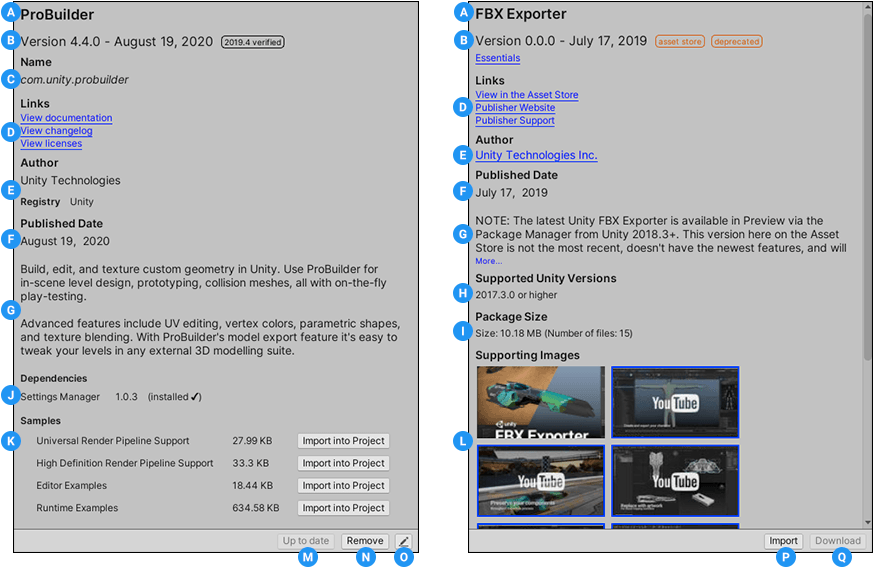 A ProBuilder
B Version 4.4.0 - August 19, 2020 2019.4 verified
Name
C com.unity.probuilder
Links
View documentation
D View changelog
View licenses
Author
Unity Technologies
E
Registry Unity
Published Date
F August 19, 2020
Build, edit, and texture custom geometry in Unity. Use ProBuilder for
in-scene level design, prototyping, collision meshes, all with on-the-fly
play-testing.
G
Advanced features include UV editing, vertex colors, parametric shapes,
and texture blending. With ProBuilder's model export feature it's easy to
tweak your levels in any external 3D modelling suite.
Dependencies
J Settings Manager 1.0.3 (installed ✓)
Samples
K Universal Render Pipeline Support 27.99 KB Import into Project
High Definition Render Pipeline Support 33.3 KB Import into Project
Editor Examples 18.44 KB Import into Project
Runtime Examples 634.58 KB Import into Project
Up to date Remove
M N O
A FBX Exporter
B Version 0.0.0 - July 17, 2019 asset store deprecated
Essentials
Links
View in the Asset Store
D Publisher Website
Publisher Support
Author
E Unity Technologies Inc.
Published Date
F July 17, 2019
NOTE: The latest Unity FBX Exporter is available in Preview via the
G Package Manager from Unity 2018.3+. This version here on the Asset
Store is not the most recent, doesn't have the newest features, and will
More...
Supported Unity Versions
H 2017.3.0 or higher
Package Size
I Size: 10.18 MB (Number of files: 15)
Supporting Images
YouTube
unity
FBX Exporter
L
YouTube
Preserve your components
YouTube
Replace with artwork
Import Download
P Q